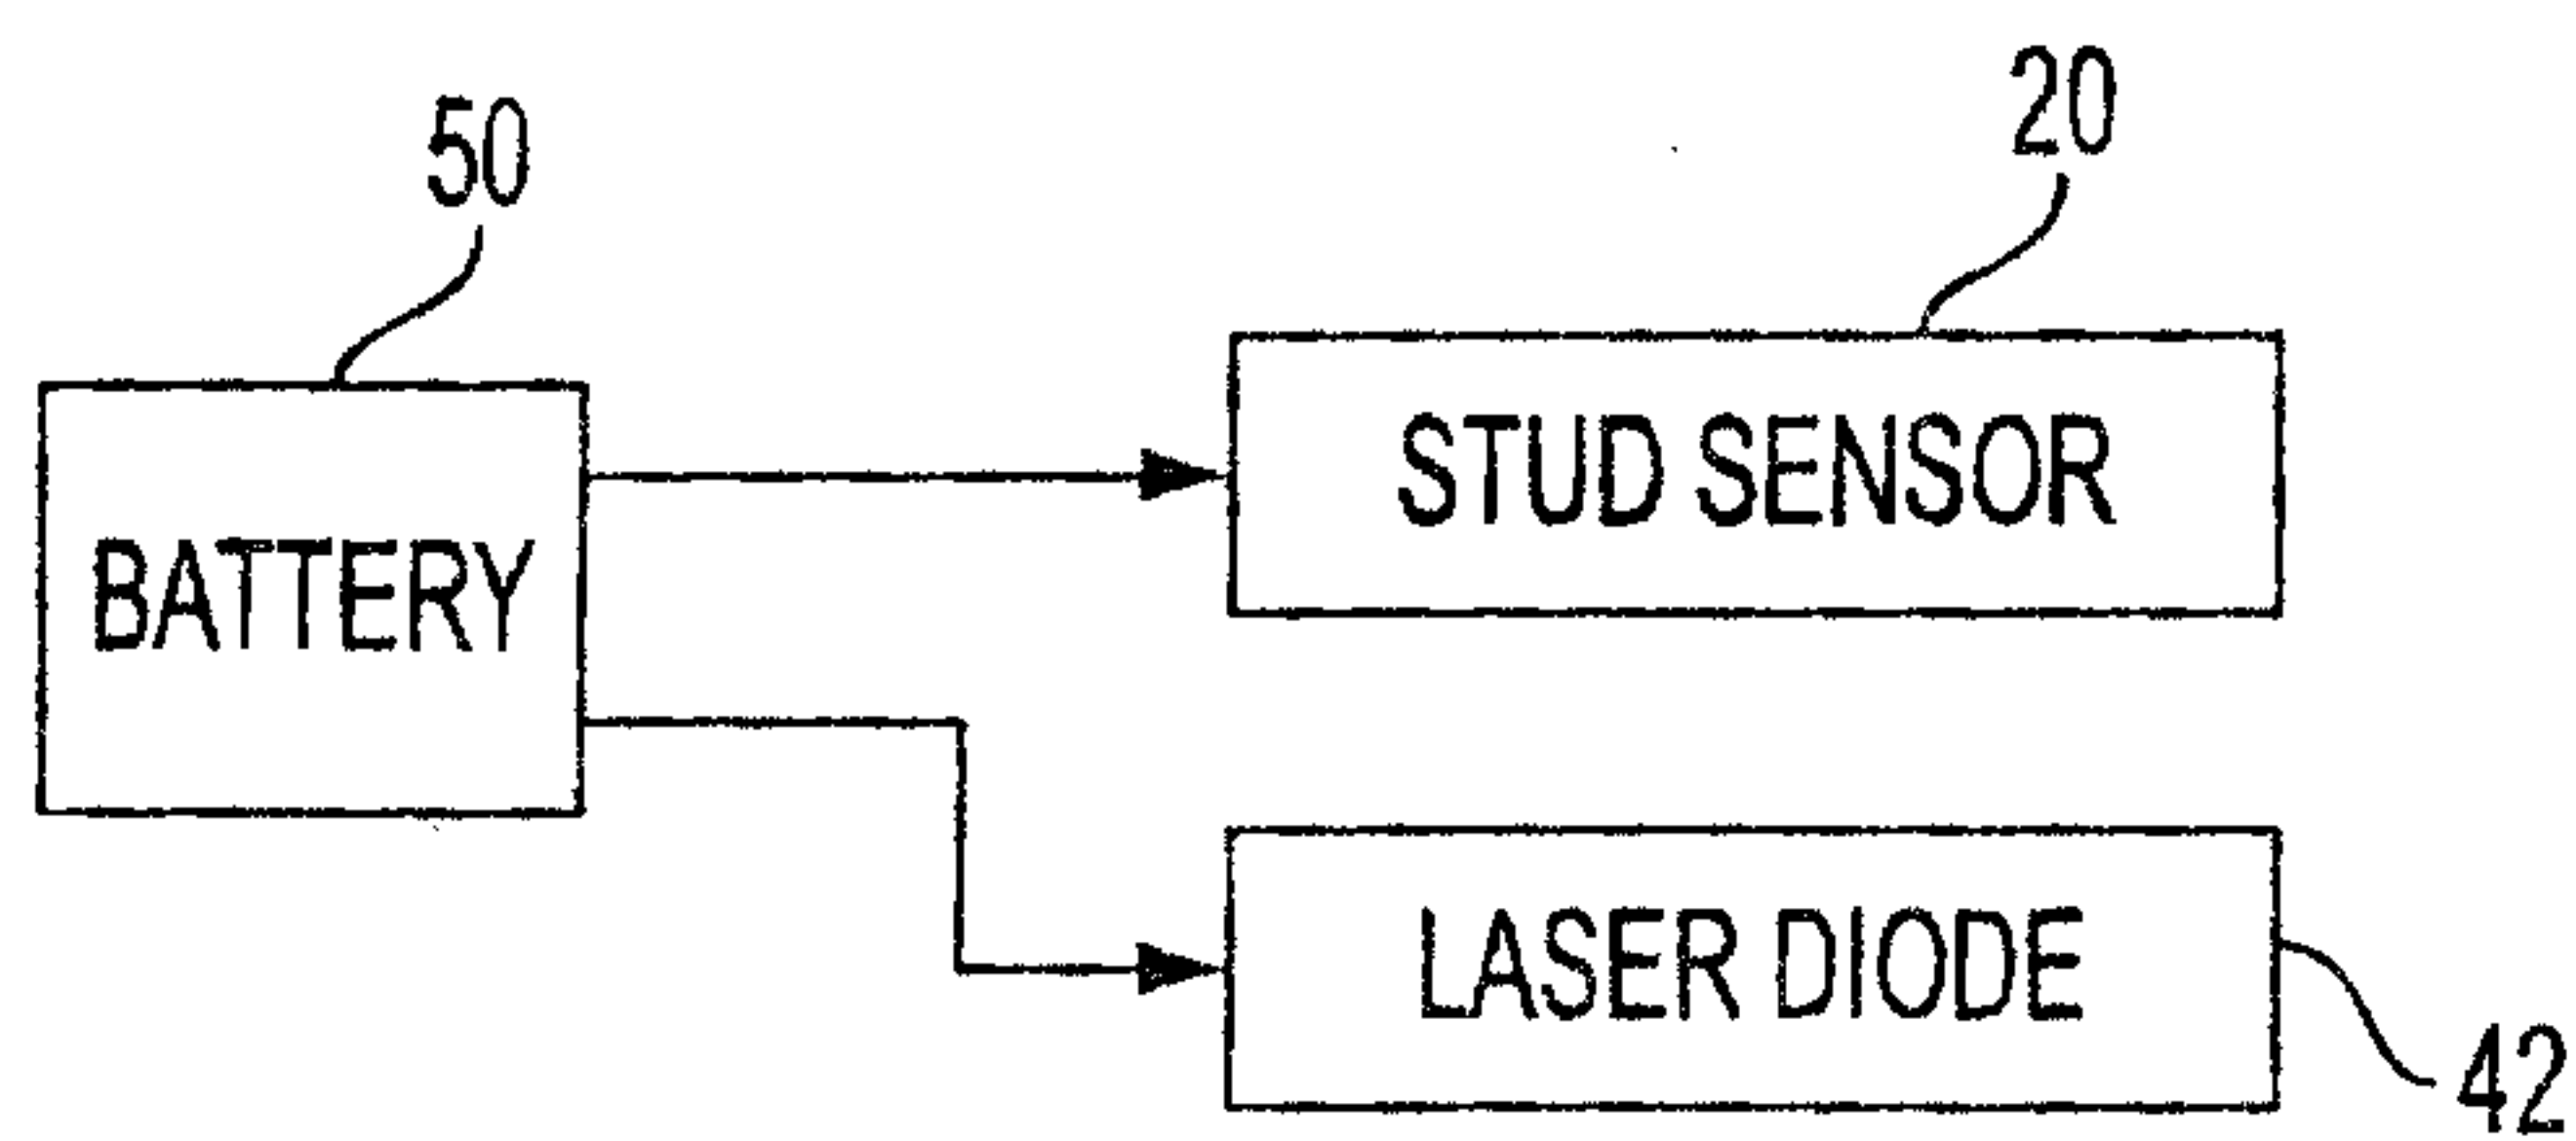 50
20
BATTERY
STUD SENSOR
LASER DIODE
42